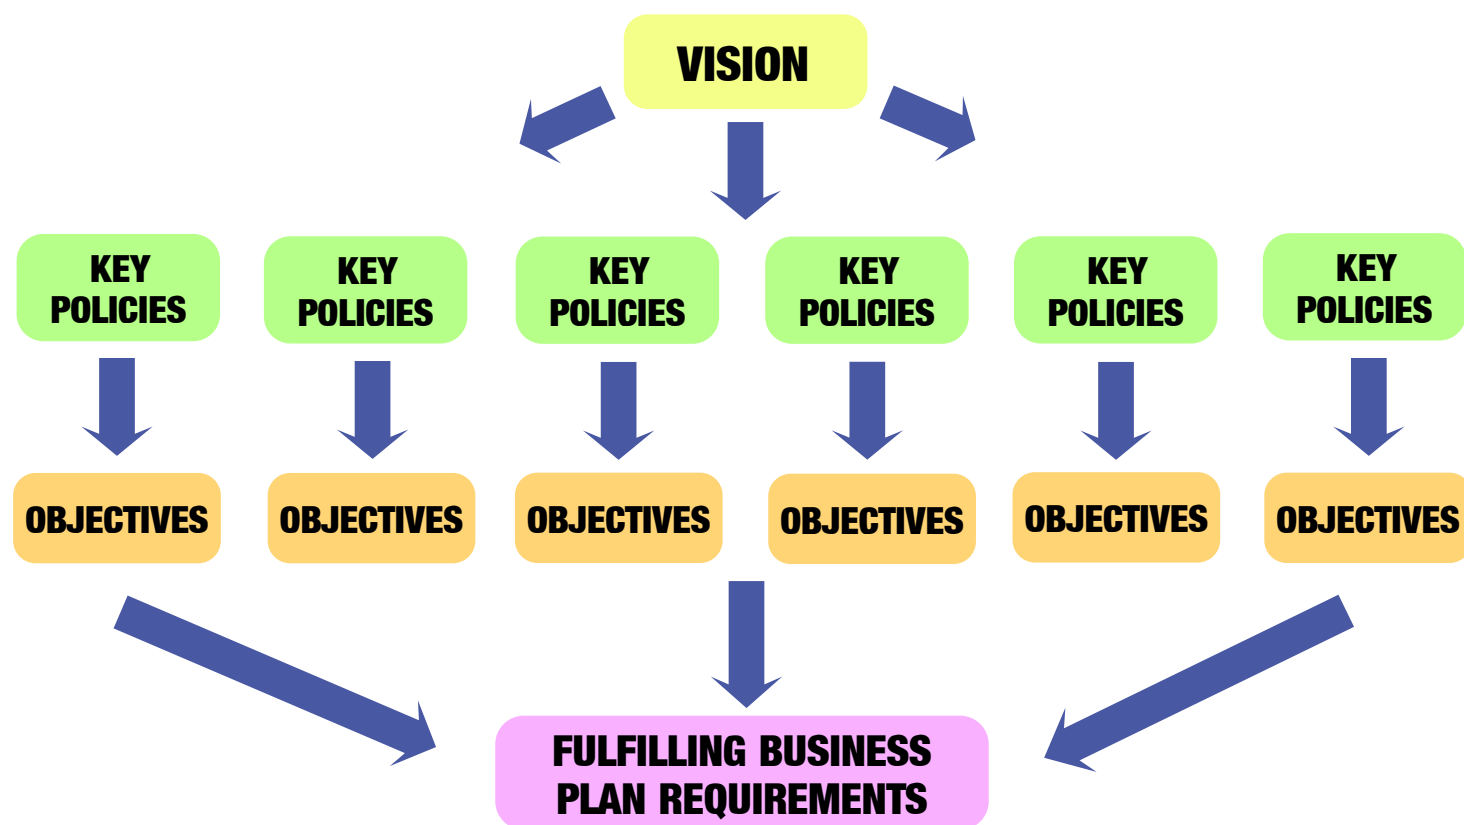 VISION
KEY
POLICIES
KEY
POLICIES
KEY
POLICIES
KEY
POLICIES
KEY
POLICIES
KEY
POLICIES
OBJECTIVES
OBJECTIVES
OBJECTIVES
OBJECTIVES
OBJECTIVES
OBJECTIVES
FULFILLING BUSINESS
PLAN REQUIREMENTS